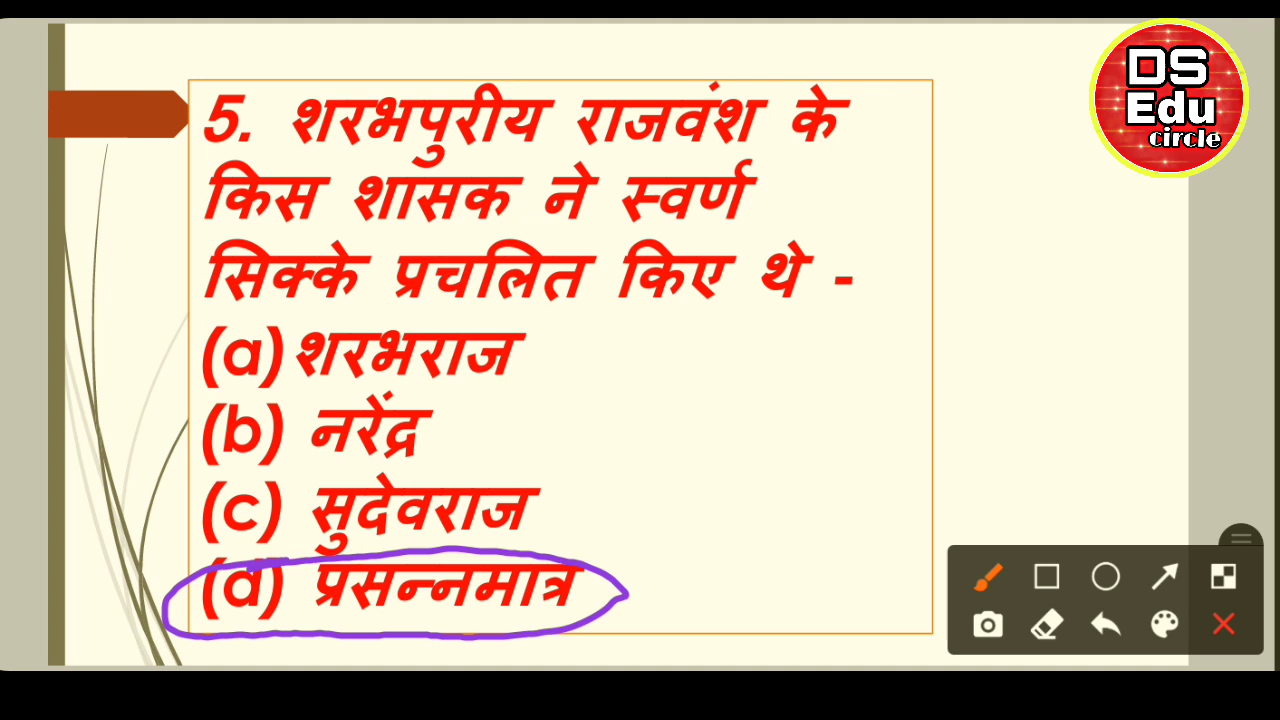 5. शरभपुरीय राजवंश के
किस शासक ने स्वर्ण
सिक्के प्रचलित किए थे -
(a)शरभराज
(b) नरेंद्र
(c) सुदेवराज
(d) प्रसन्नमात्र
DS
Edu
circle